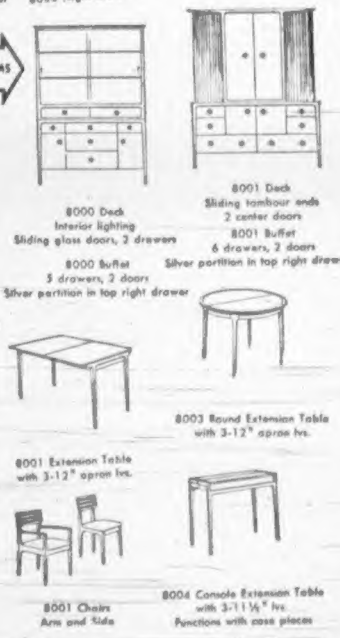 8000 Deck
Interior lighting
Sliding glass doors, 2 drawers
8000 Buffet
5 drawers, 2 doors
Silver partition in top right drawer
8001 Deck
Sliding tambour ends
2 center doors
8001 Buffet
6 drawers, 2 doors
Silver partition in top right drawer
8003 Round Extension Table
with 3-12" apron lvs.
8001 Extension Table
with 3-12" apron lvs.
8001 Chairs
Arm and Side
8004 Console Extension Table
with 3-11½" lvs.
Functions with case pieces